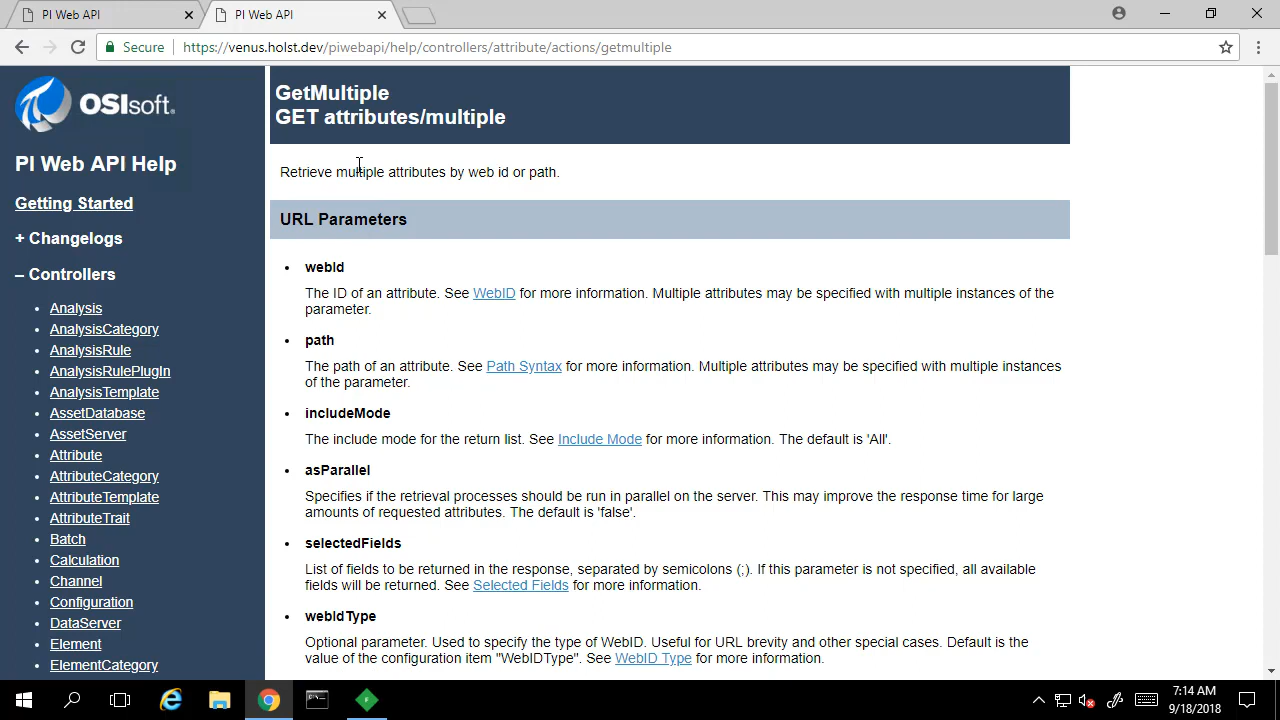 PI Web API
PI Web API
Secure
https://venus.holst.dev/piwebapi/help/controllers/attribute/actions/getmultiple
OSIsoft.
PI Web API Help
Getting Started
+ Changelogs
– Controllers
Analysis
AnalysisCategory
AnalysisRule
AnalysisRulePlugIn
AnalysisTemplate
AssetDatabase
AssetServer
Attribute
AttributeCategory
AttributeTemplate
AttributeTrait
Batch
Calculation
Channel
Configuration
DataServer
Element
ElementCategory
GetMultiple
GET attributes/multiple
Retrieve multiple attributes by web id or path.
URL Parameters
webId
The ID of an attribute. See WebID for more information. Multiple attributes may be specified with multiple instances of the
parameter.
path
The path of an attribute. See Path Syntax for more information. Multiple attributes may be specified with multiple instances
of the parameter.
includeMode
The include mode for the return list. See Include Mode for more information. The default is 'All'.
asParallel
Specifies if the retrieval processes should be run in parallel on the server. This may improve the response time for large
amounts of requested attributes. The default is 'false'.
selectedFields
List of fields to be returned in the response, separated by semicolons (;). If this parameter is not specified, all available
fields will be returned. See Selected Fields for more information.
webIdType
Optional parameter. Used to specify the type of WebID. Useful for URL brevity and other special cases. Default is the
value of the configuration item "WebIDType". See WebID Type for more information.
7:14 AM
9/18/2018